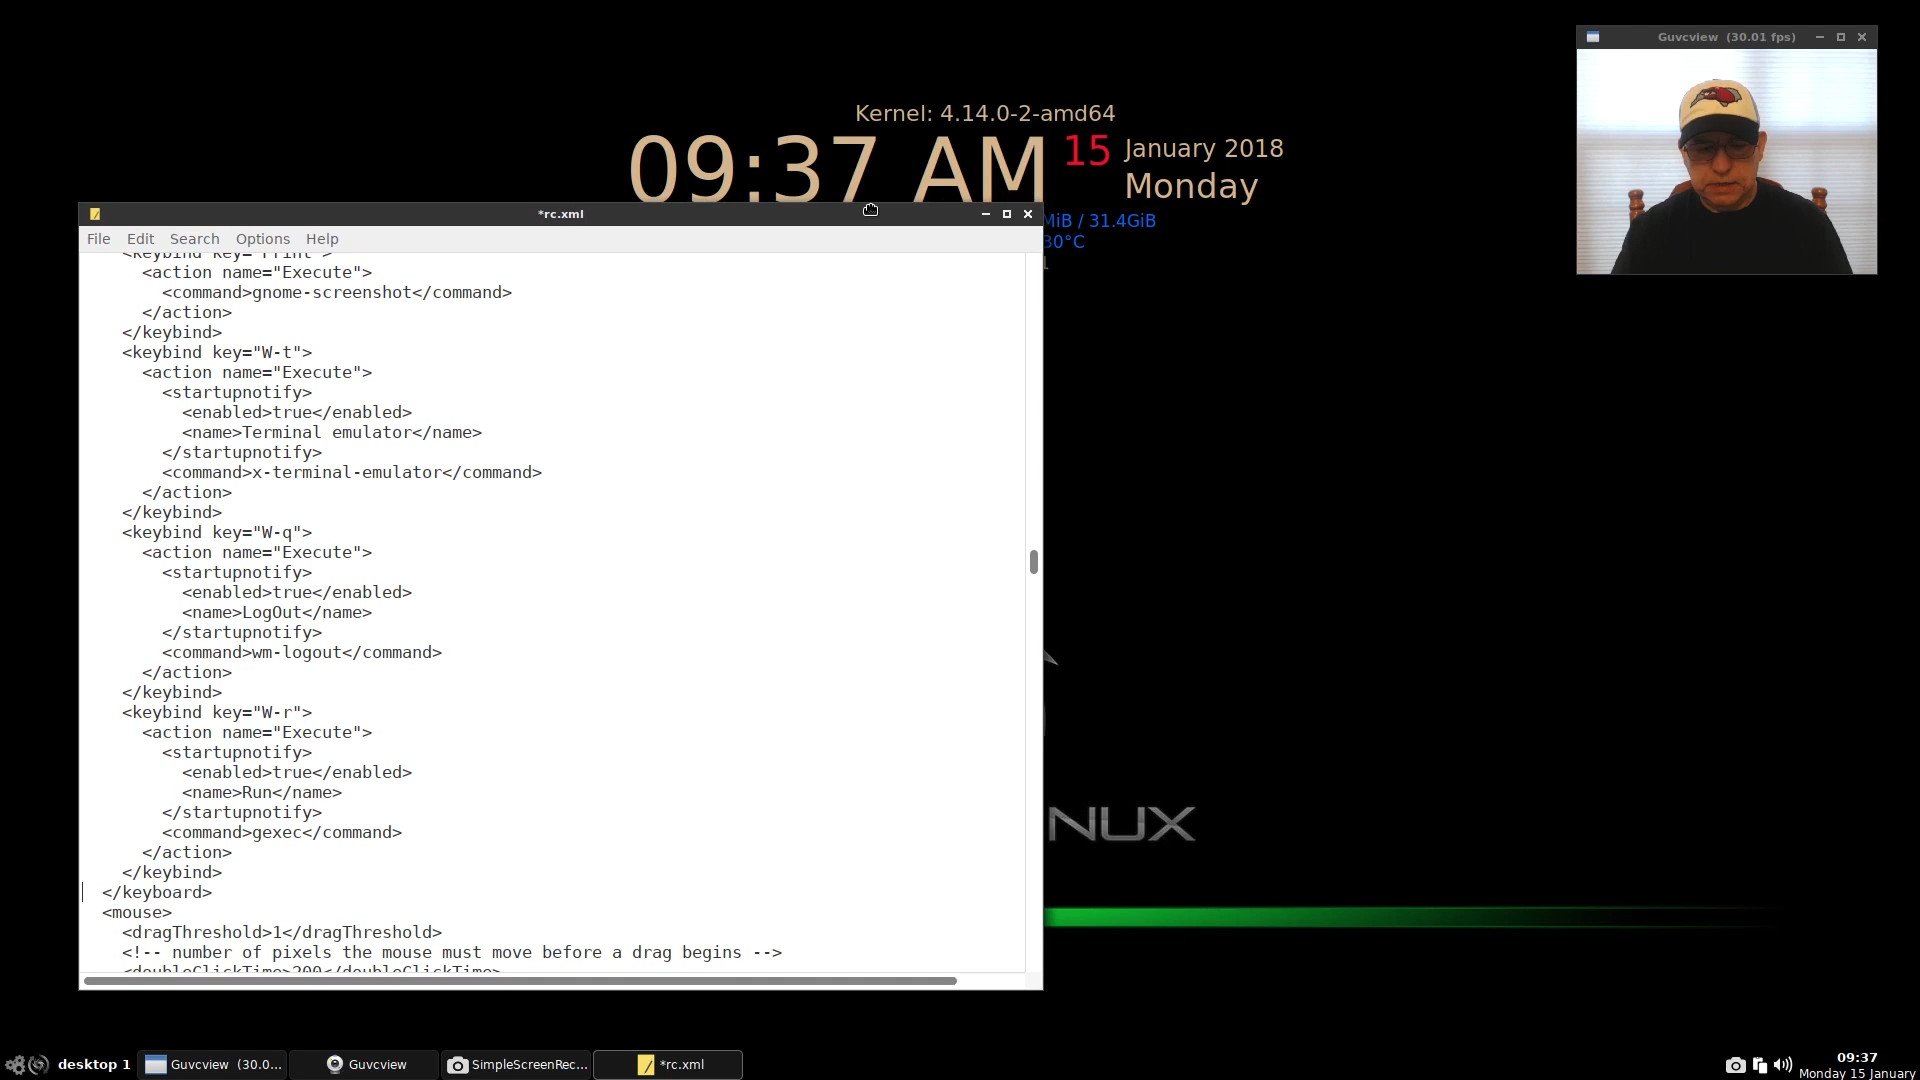 Guvcview (30.01 fps)
Kernel: 4.14.0-2-amd64
09:37 AM
15
January 2018
Monday
MiB / 31.4GiB
30°C
*rc.xml
File Edit Search Options Help
<keybind key="Print">
<action name="Execute">
<command>gnome-screenshot</command>
</action>
</keybind>
<keybind key="W-t">
<action name="Execute">
<startupnotify>
<enabled>true</enabled>
<name>Terminal emulator</name>
</startupnotify>
<command>x-terminal-emulator</command>
</action>
</keybind>
<keybind key="W-q">
<action name="Execute">
<startupnotify>
<enabled>true</enabled>
<name>LogOut</name>
</startupnotify>
<command>wm-logout</command>
</action>
</keybind>
<keybind key="W-r">
<action name="Execute">
<startupnotify>
<enabled>true</enabled>
<name>Run</name>
</startupnotify>
<command>gexec</command>
</action>
</keybind>
</keyboard>
<mouse>
<dragThreshold>1</dragThreshold>
<!-- number of pixels the mouse must move before a drag begins -->
<doubleClickTime>200</doubleClickTime>
NUX
desktop 1
Guvcview (30.0...
Guvcview
SimpleScreenRec...
*rc.xml
09:37
Monday 15 January